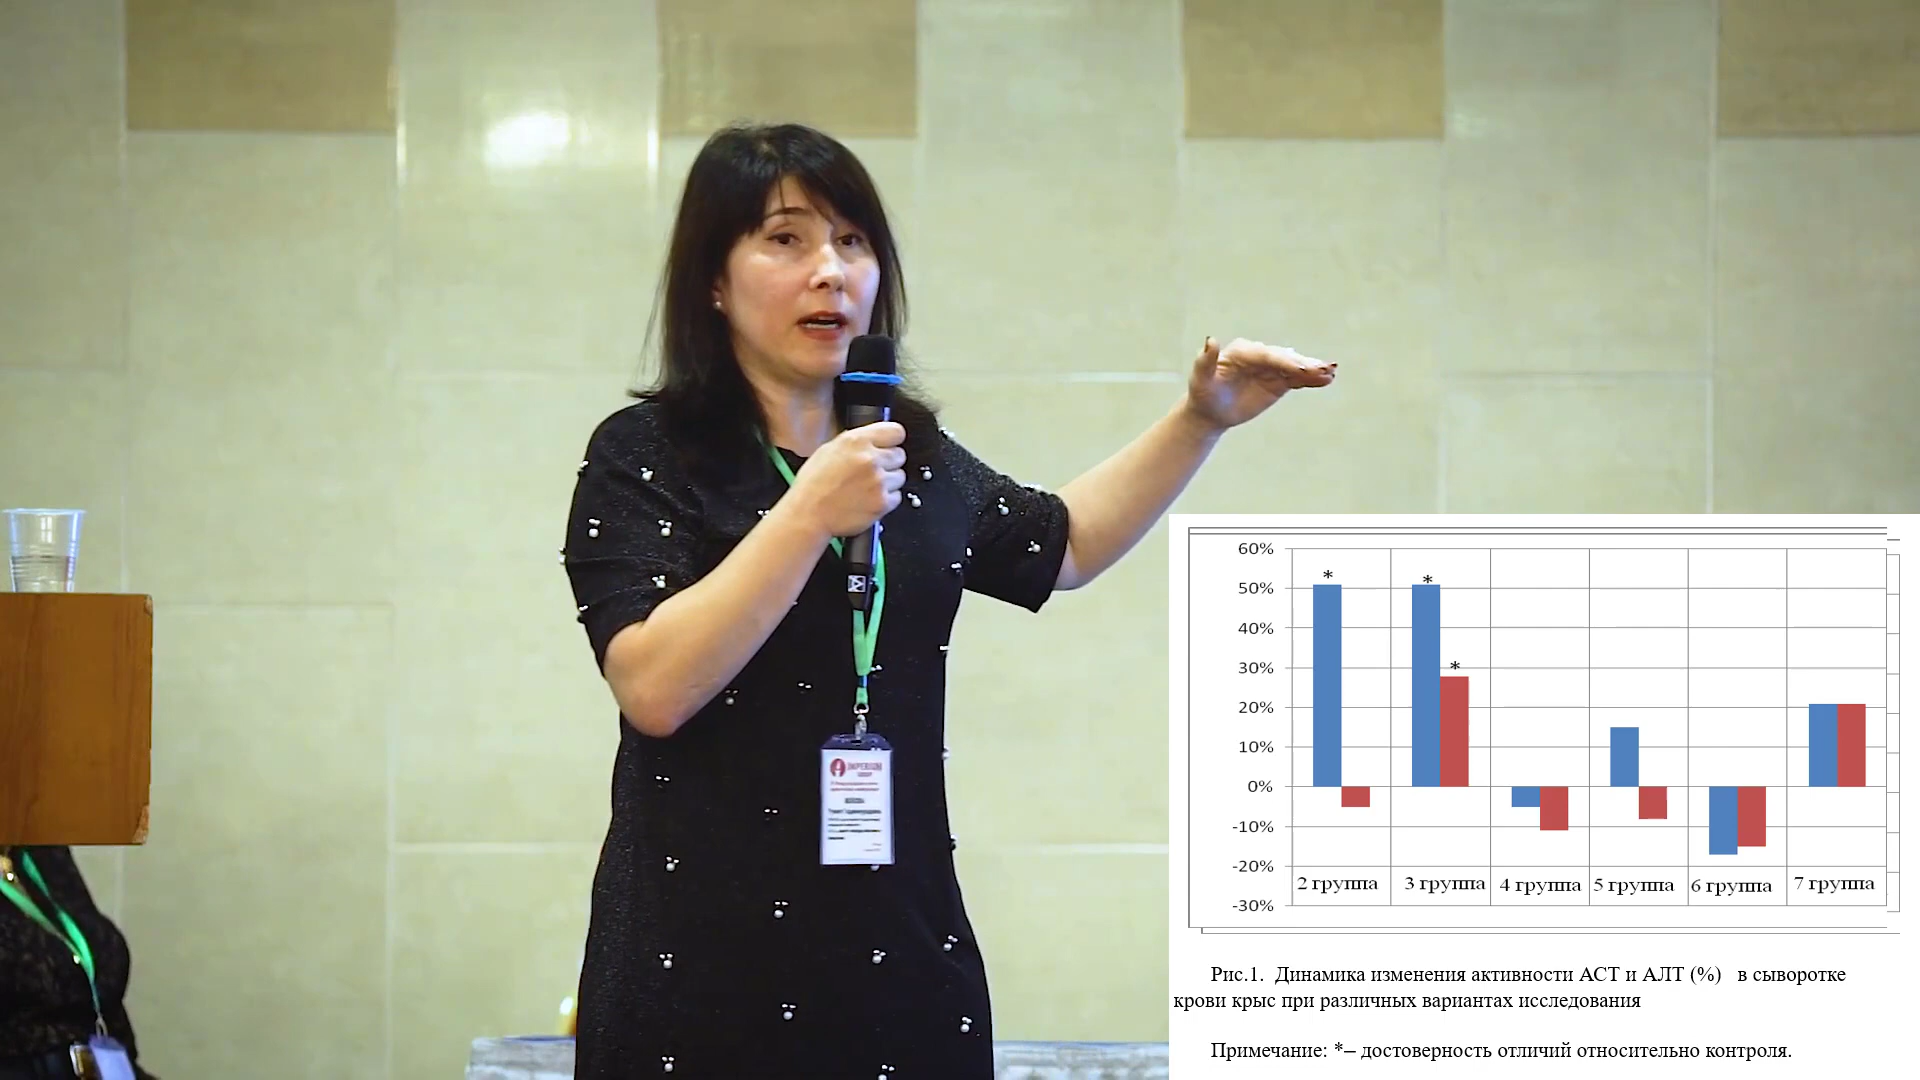 IMPERIUM
GROUP
60%
50%
40%
30%
20%
10%
0%
-10%
-20%
-30%
*
*
*
2 группа
3 группа
4 группа
5 группа
6 группа
7 группа
Рис.1. Динамика изменения активности АСТ и АЛТ (%) в сыворотке
крови крыс при различных вариантах исследования
Примечание: *– достоверность отличий относительно контроля.